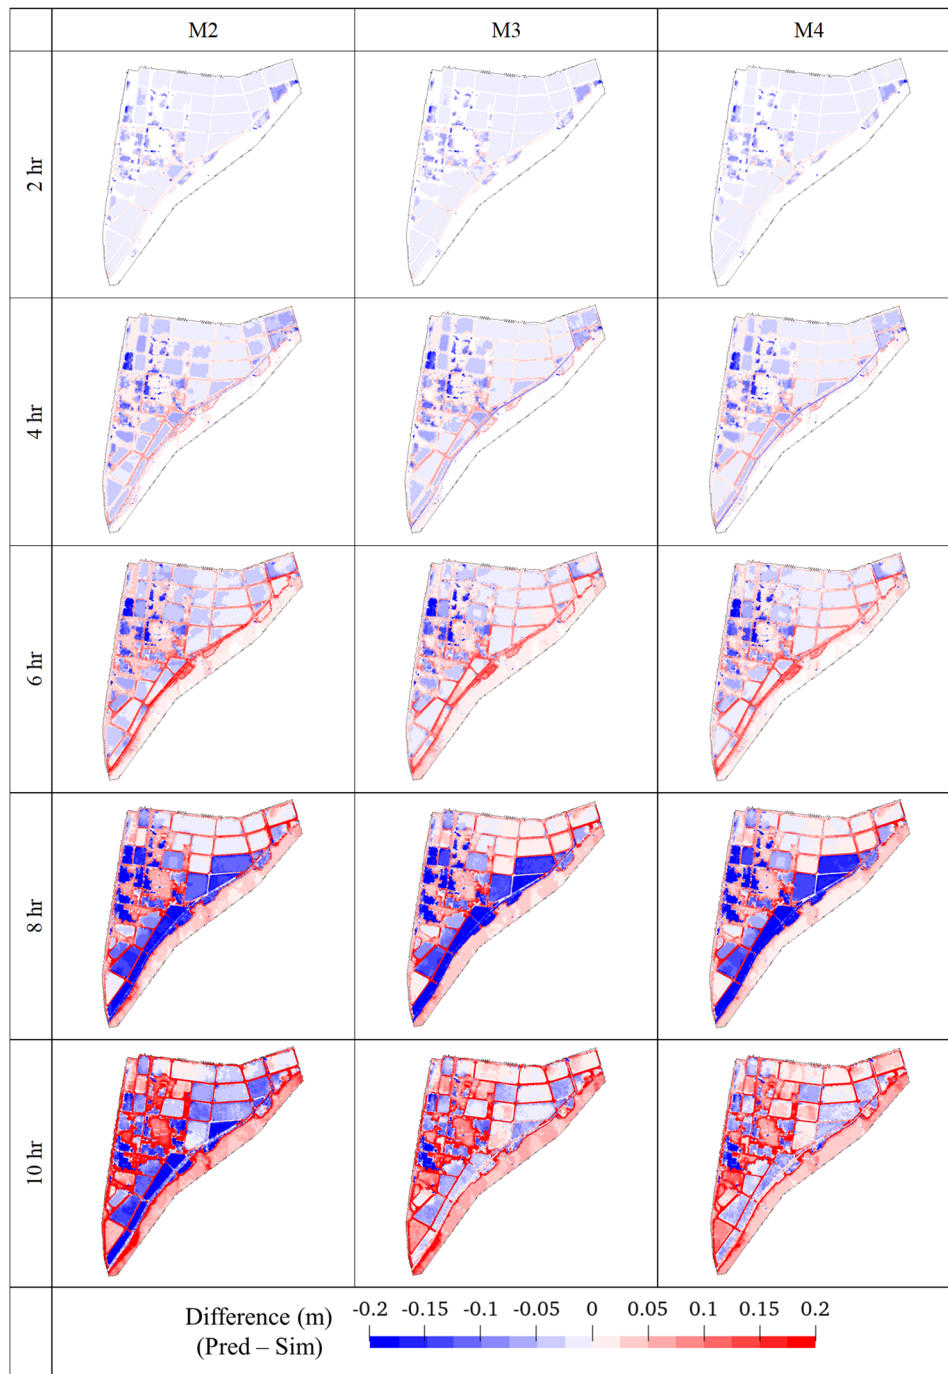 M2 M3 M4
2 hr
4 hr
6 hr
8 hr
10 hr
Difference (m)
(Pred – Sim)
-0.2 -0.15 -0.1 -0.05 0 0.05 0.1 0.15 0.2